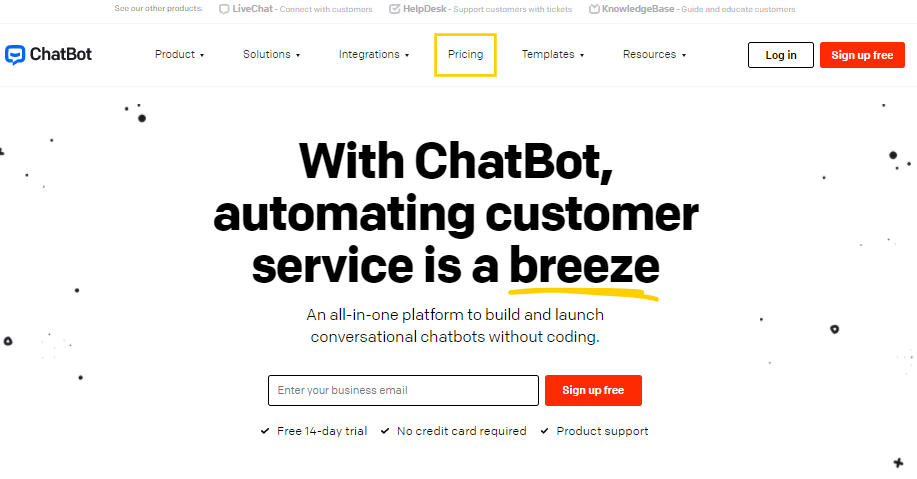 See our other products: LiveChat - Connect with customers HelpDesk - Support customers with tickets KnowledgeBase - Guide and educate customers
ChatBot Product Solutions Integrations Pricing Templates Resources Log in Sign up free
With ChatBot,
automating customer
service is a breeze
An all-in-one platform to build and launch
conversational chatbots without coding.
Enter your business email Sign up free
Free 14-day trial No credit card required Product support